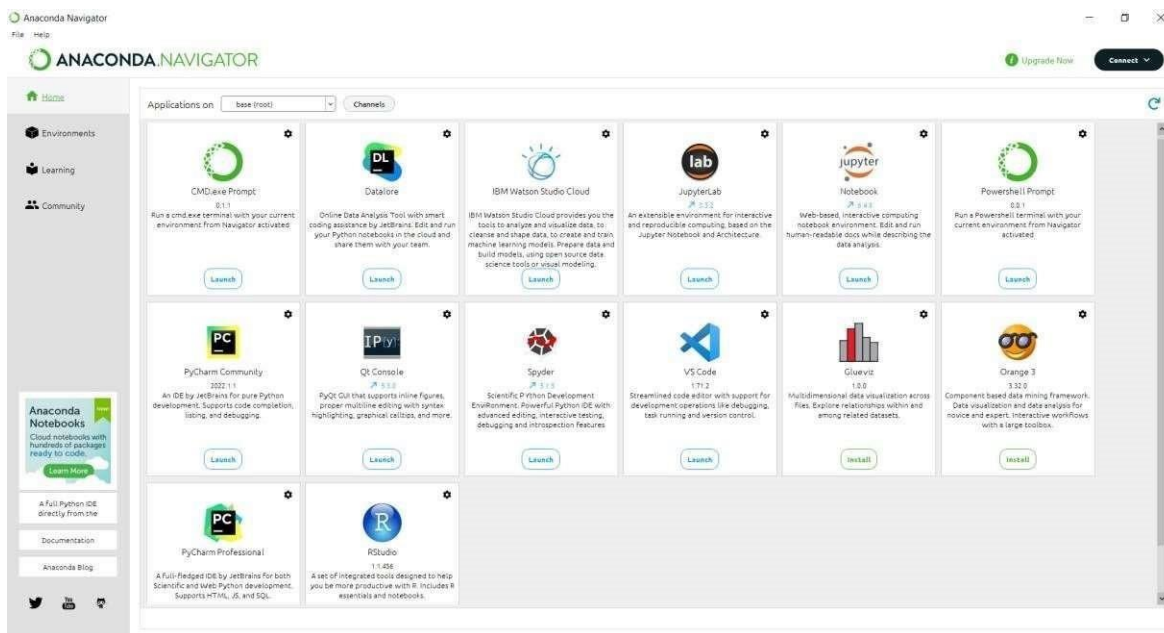 Anaconda Navigator
File Help
ANACONDA.NAVIGATOR
Upgrade Now
Connect
Home
Environments
Learning
Community
Applications on base (root) Channels
CMD.exe Prompt
0.1.1
Run a cmd.exe terminal with your current
environment from Navigator activated
Launch
DL
Datalore
Online Data Analysis Tool with smart
coding assistance by JetBrains. Edit and run
your Python notebooks in the cloud and
share them with your team.
Launch
IBM Watson Studio Cloud
IBM Watson Studio Cloud provides you the
tools to analyze and visualize data, to
cleanse and shape data, to create and train
machine learning models. Prepare data and
build models, using open source data
science tools or visual modeling.
Launch
lab
JupyterLab
An extensible environment for interactive
and reproducible computing, based on the
Jupyter Notebook and Architecture.
Launch
jupyter
Notebook
Web-based, interactive computing
notebook environment. Edit and run
human-readable docs while describing the
data analysis.
Launch
Powershell Prompt
0.0.1
Run a Powershell terminal with your
current environment from Navigator
activated
Launch
PC
PyCharm Community
2022.1.1
An IDE by JetBrains for pure Python
development. Supports code completion,
listing, and debugging.
Launch
IP[y]:
Qt Console
PyQt GUI that supports inline figures,
proper multiline editing with syntax
highlighting, graphical calltips, and more.
Launch
Spyder
Scientific PYthon Development
EnviRonment. Powerful Python IDE with
advanced editing, interactive testing,
debugging and introspection features
Launch
VS Code
1.71.2
Streamlined code editor with support for
development operations like debugging,
task running and version control.
Launch
Glueviz
1.0.0
Multidimensional data visualization across
files. Explore relationships within and
among related datasets.
Install
Orange 3
3.32.0
Component based data mining framework.
Data visualization and data analysis for
novice and expert. Interactive workflows
with a large toolbox.
Install
PC
PyCharm Professional
A full-fledged IDE by JetBrains for both
Scientific and Web Python development.
Supports HTML, JS, and SQL.
R
RStudio
1.1.456
A set of integrated tools designed to help
you be more productive with R. Includes R
essentials and notebooks.
Anaconda
Notebooks
Cloud notebooks with
hundreds of packages
ready to code.
Learn More
A full Python IDE
directly from the
Documentation
Anaconda Blog